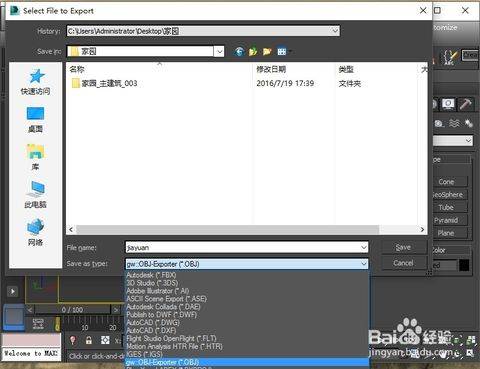 Select File to Export
History:
C:\Users\Administrator\Desktop\家园
Save in:
家园
名称
修改日期
类型
大
家园_主建筑_003
2016/7/19 17:39
文件夹
快速访问
桌面
库
此电脑
网络
File name:
jiayuan
Save
Save as type:
gw::OBJ-Exporter (*.OBJ)
Cancel
Autodesk (*.FBX)
3D Studio (*.3DS)
Adobe Illustrator (*.AI)
ASCII Scene Export (*.ASE)
Autodesk Collada (*.DAE)
Publish to DWF (*.DWF)
AutoCAD (*.DWG)
AutoCAD (*.DXF)
Flight Studio OpenFlight (*.FLT)
Motion Analysis HTR File (*.HTR)
IGES (*.IGS)
gw::OBJ-Exporter (*.OBJ)
tomize
Crea
ype
Cone
GeoSphere
Tube
Pyramid
Plane
Color
0 / 100
Welcome to MAX
Click or click-and-
Baidu 经验
jingyan.baidu.com